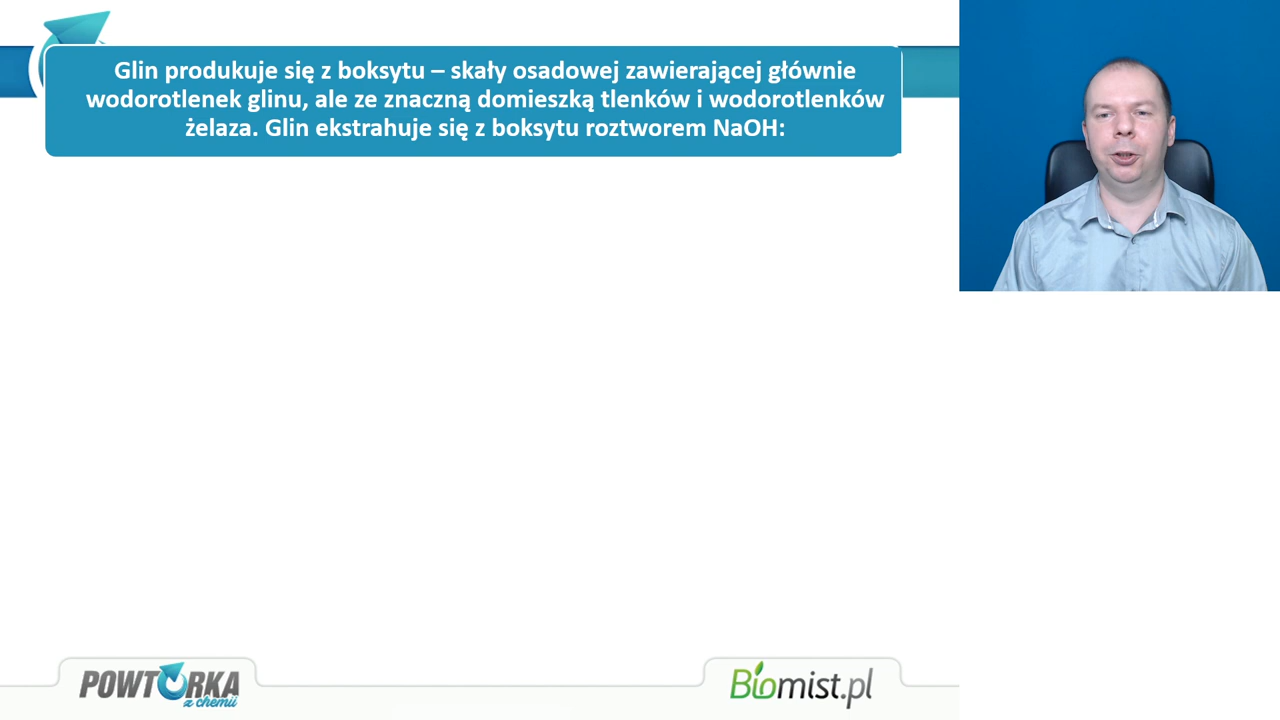 Glin produkuje się z boksytu – skały osadowej zawierającej głównie
wodorotlenek glinu, ale ze znaczną domieszką tlenków i wodorotlenków
żelaza. Glin ekstrahuje się z boksytu roztworem NaOH:
POWTÓRKA
z chemii
Biomist.pl